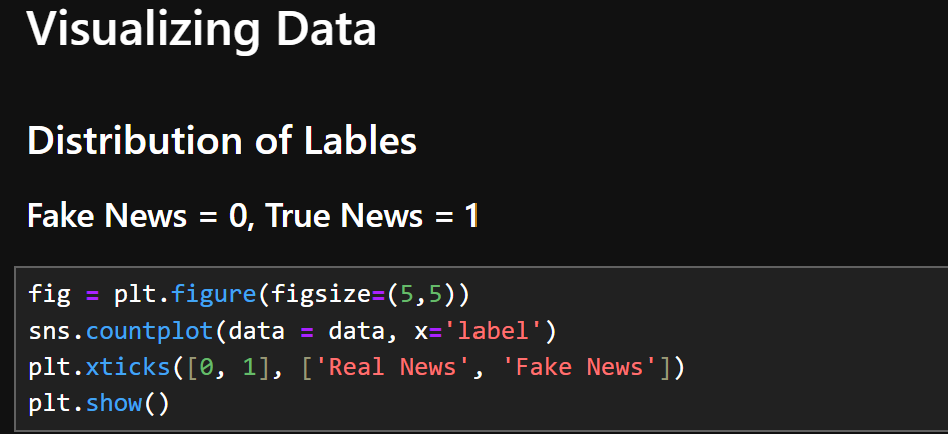 Visualizing Data
Distribution of Lables
Fake News = 0, True News = 1
fig = plt.figure(figsize=(5,5))
sns.countplot(data = data, x='label')
plt.xticks([0, 1], ['Real News', 'Fake News'])
plt.show()